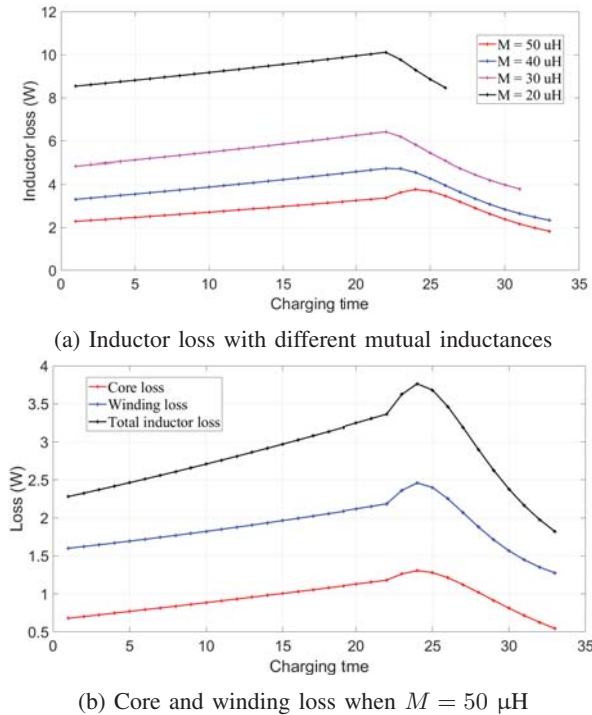 12
10
8
6
4
2
0
Inductor loss (W)
M = 50 uH
M = 40 uH
M = 30 uH
M = 20 uH
0 5 10 15 20 25 30 35
Charging time
(a) Inductor loss with different mutual inductances
4
3.5
3
2.5
2
1.5
1
0.5
Loss (W)
Core loss
Winding loss
Total inductor loss
0 5 10 15 20 25 30 35
Charging time
(b) Core and winding loss when M = 50 μH